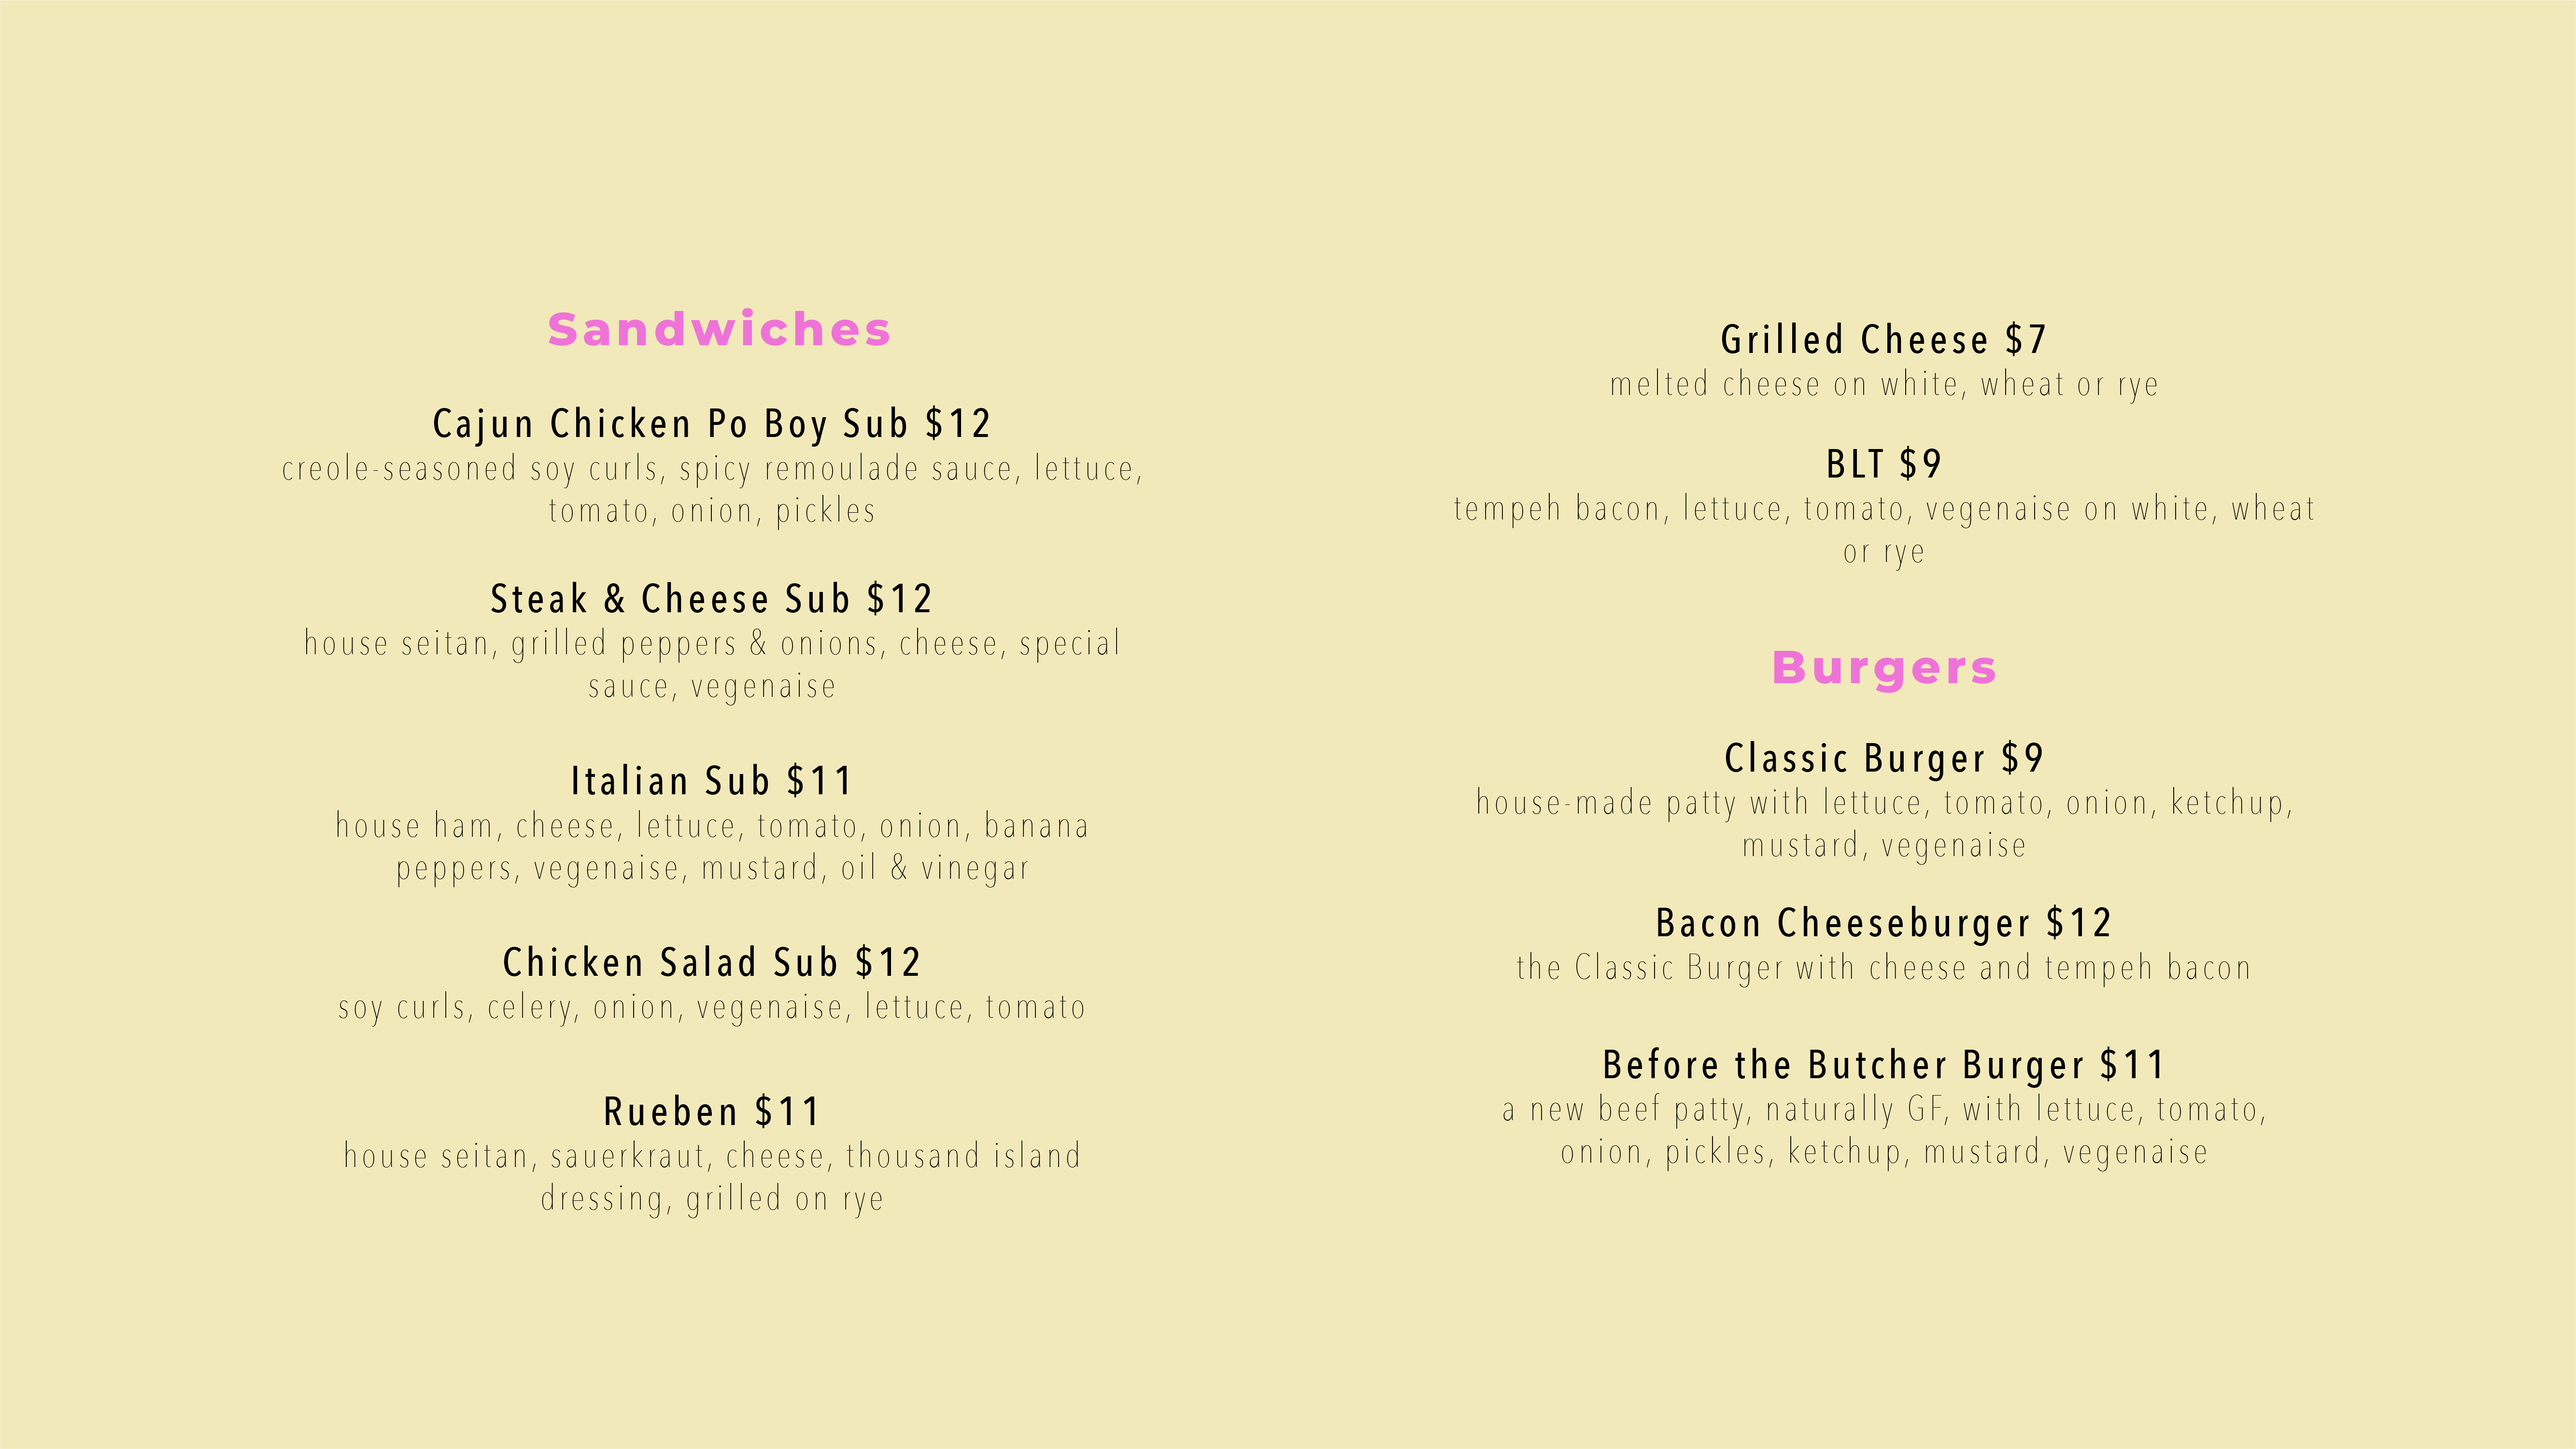 Sandwiches
Cajun Chicken Po Boy Sub $12
creole-seasoned soy curls, spicy remoulade sauce, lettuce,
tomato, onion, pickles
Steak & Cheese Sub $12
house seitan, grilled peppers & onions, cheese, special
sauce, vegenaise
Italian Sub $11
house ham, cheese, lettuce, tomato, onion, banana
peppers, vegenaise, mustard, oil & vinegar
Chicken Salad Sub $12
soy curls, celery, onion, vegenaise, lettuce, tomato
Rueben $11
house seitan, sauerkraut, cheese, thousand island
dressing, grilled on rye
Grilled Cheese $7
melted cheese on white, wheat or rye
BLT $9
tempeh bacon, lettuce, tomato, vegenaise on white, wheat
or rye
Burgers
Classic Burger $9
house-made patty with lettuce, tomato, onion, ketchup,
mustard, vegenaise
Bacon Cheeseburger $12
the Classic Burger with cheese and tempeh bacon
Before the Butcher Burger $11
a new beef patty, naturally GF, with lettuce, tomato,
onion, pickles, ketchup, mustard, vegenaise